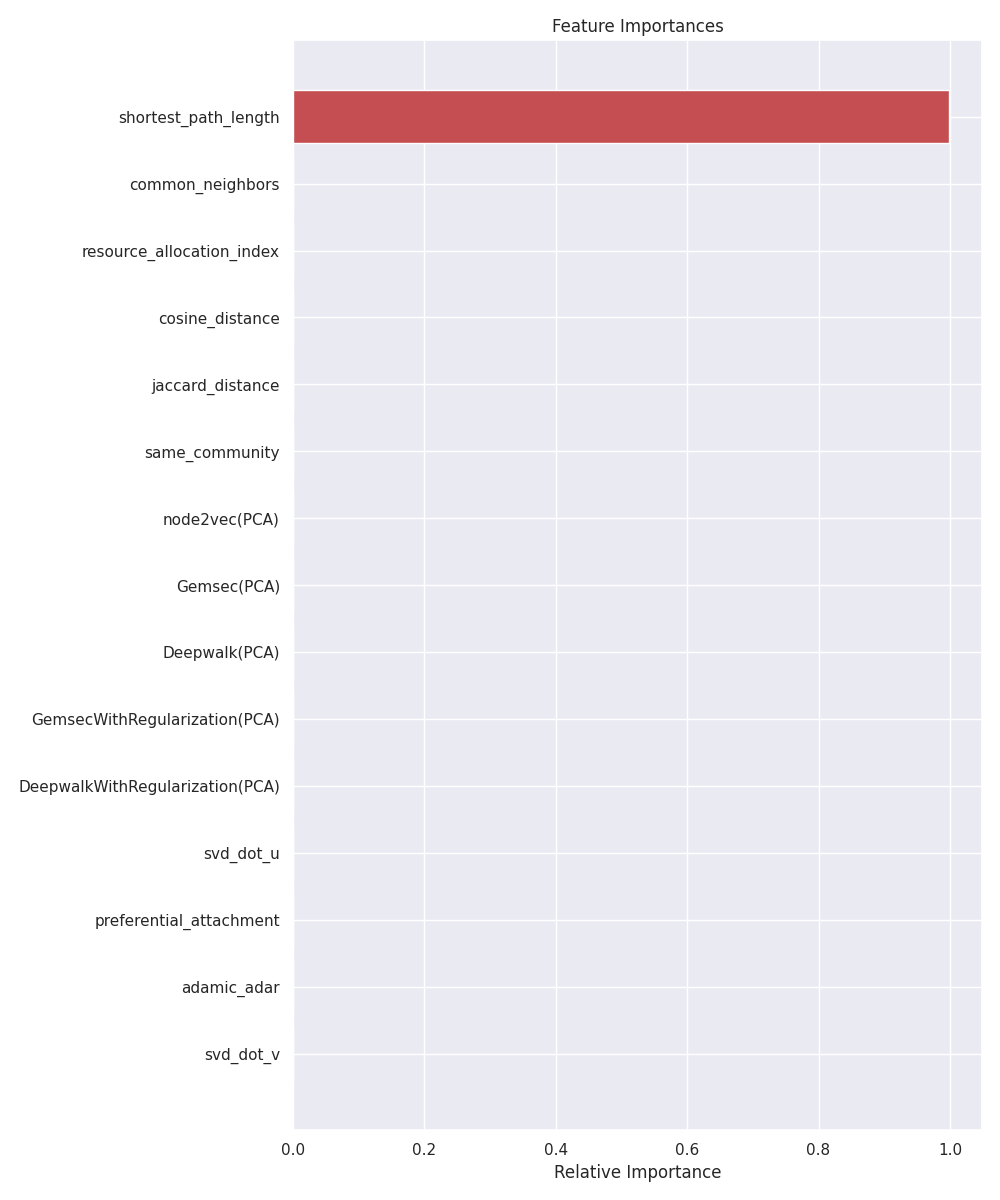 Feature Importances
shortest_path_length
common_neighbors
resource_allocation_index
cosine_distance
jaccard_distance
same_community
node2vec(PCA)
Gemsec(PCA)
Deepwalk(PCA)
GemsecWithRegularization(PCA)
DeepwalkWithRegularization(PCA)
svd_dot_u
preferential_attachment
adamic_adar
svd_dot_v
0.0 0.2 0.4 0.6 0.8 1.0
Relative Importance